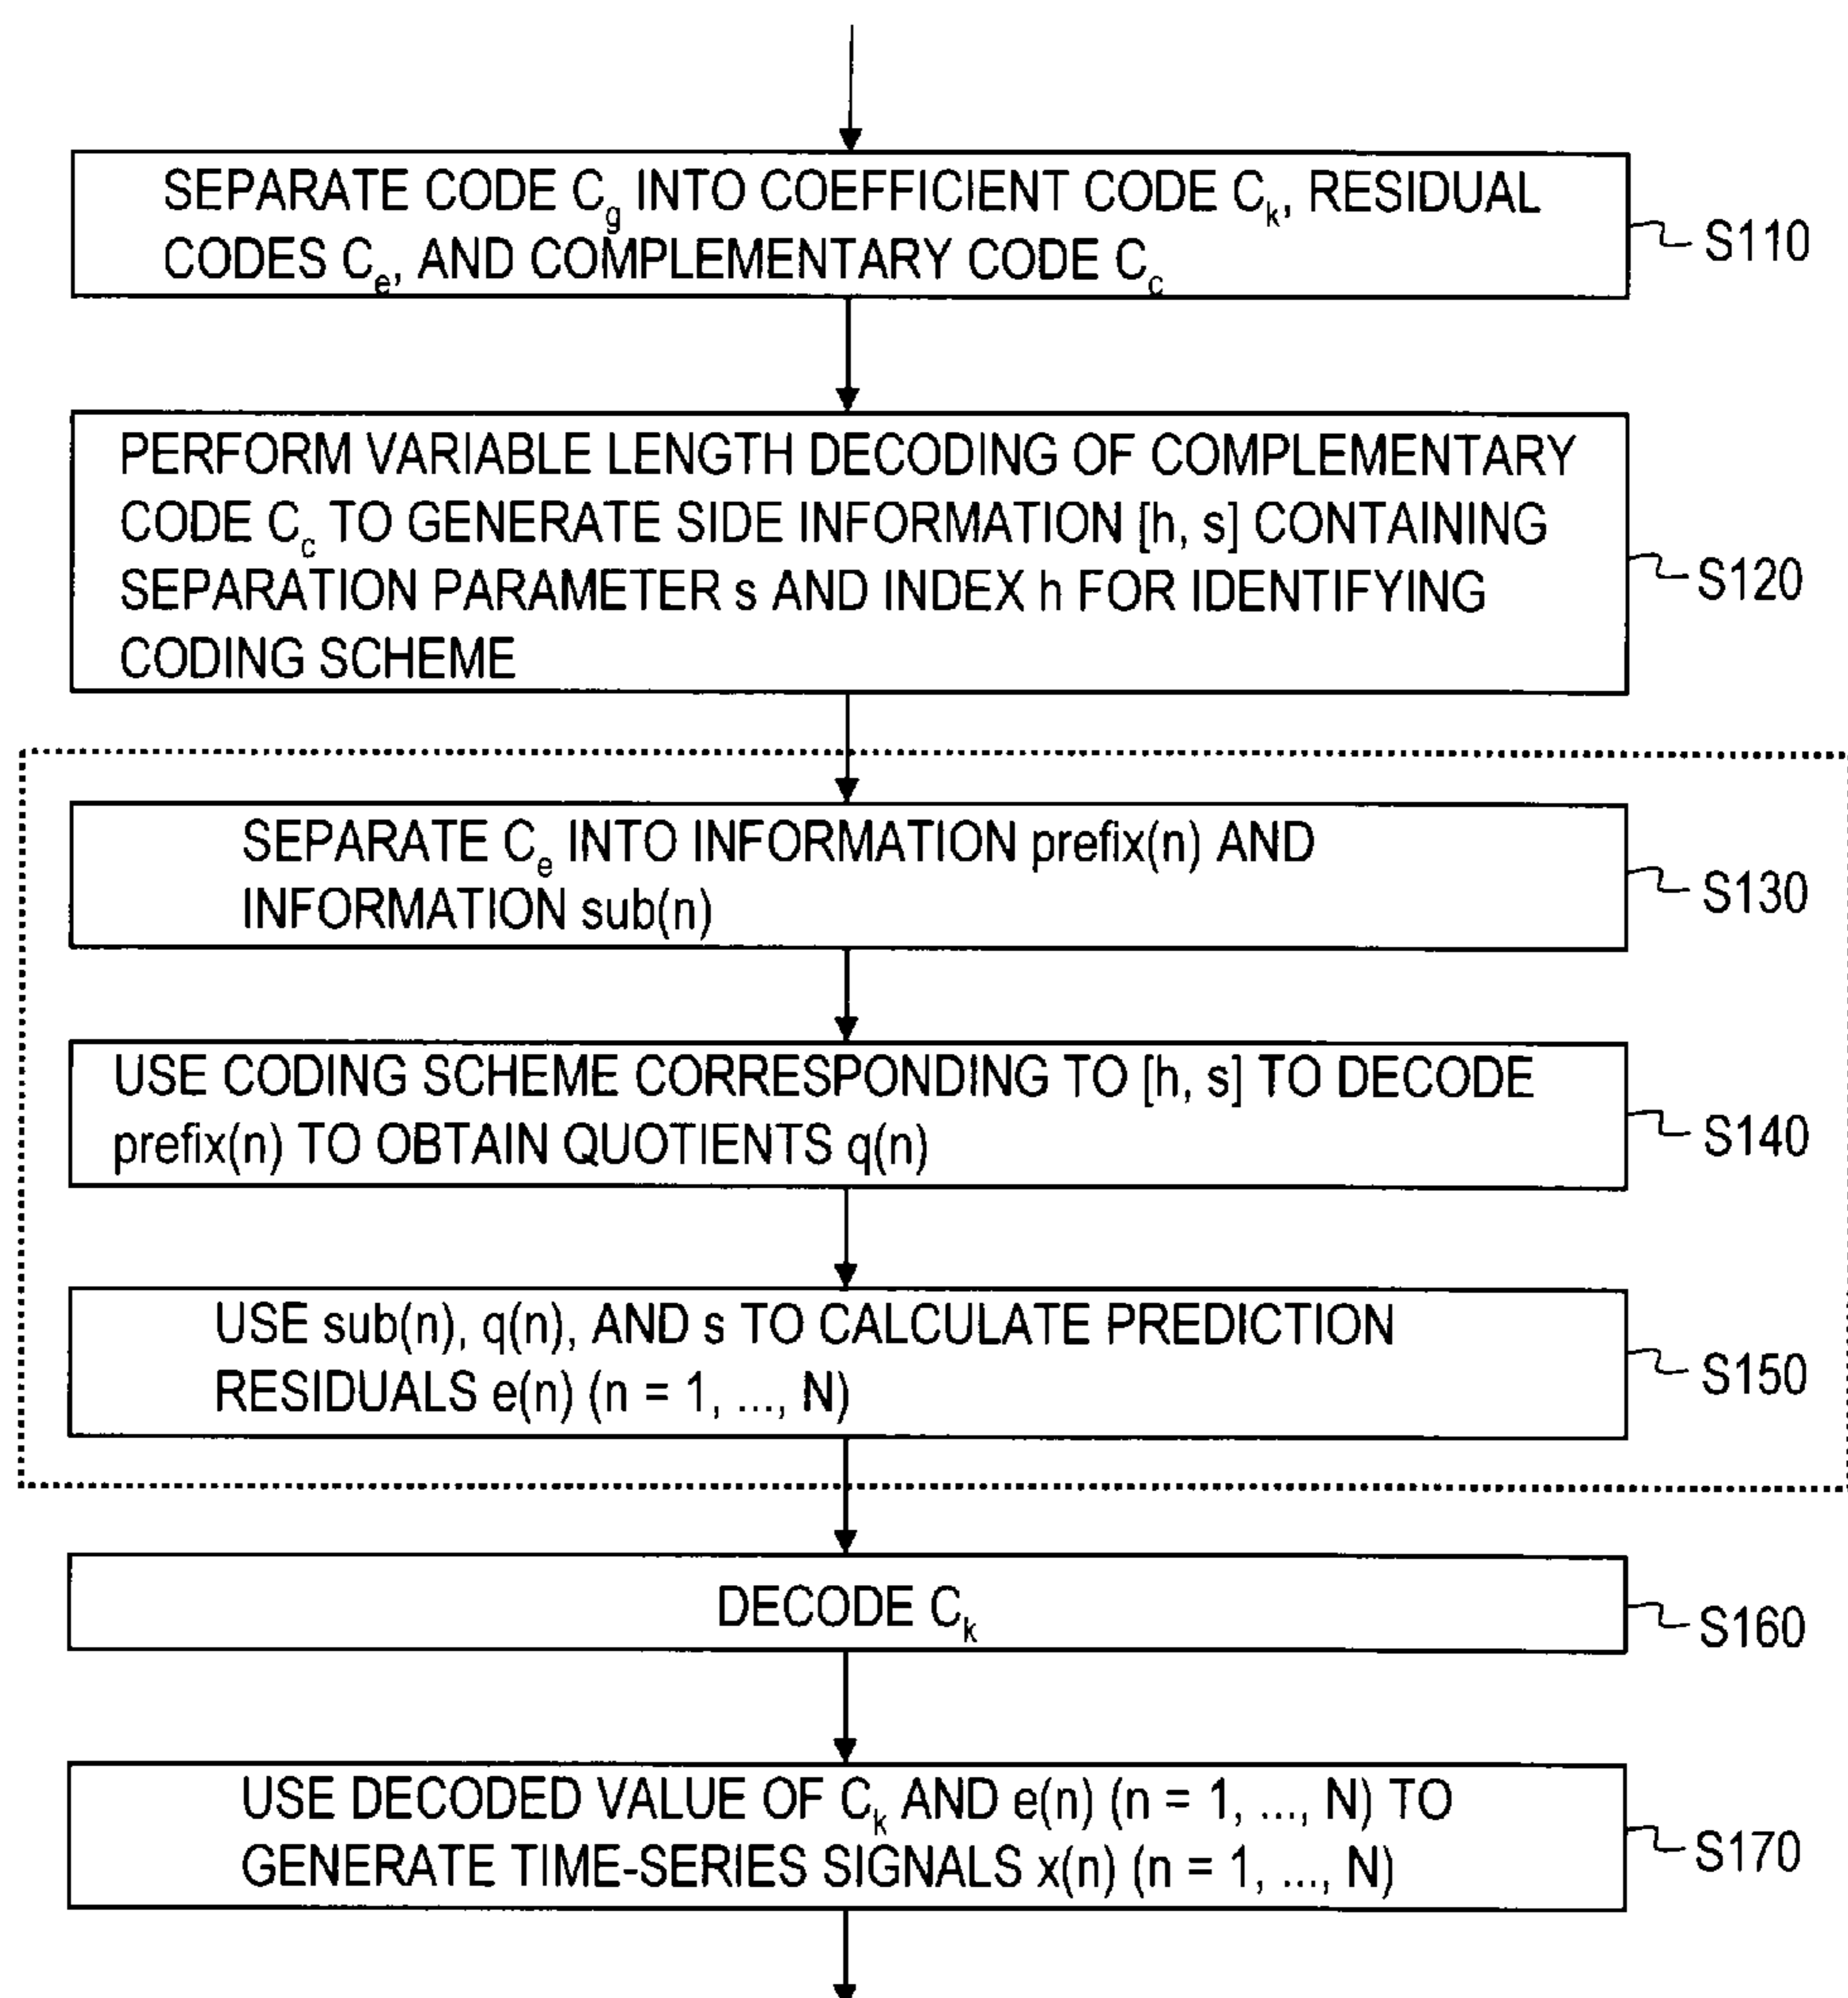 SEPARATE CODE Cg INTO COEFFICIENT CODE Ck, RESIDUAL
CODES Ce, AND COMPLEMENTARY CODE Cc
S110
PERFORM VARIABLE LENGTH DECODING OF COMPLEMENTARY
CODE Cc TO GENERATE SIDE INFORMATION [h, s] CONTAINING
SEPARATION PARAMETER s AND INDEX h FOR IDENTIFYING
CODING SCHEME
S120
SEPARATE Ce INTO INFORMATION prefix(n) AND
INFORMATION sub(n)
S130
USE CODING SCHEME CORRESPONDING TO [h, s] TO DECODE
prefix(n) TO OBTAIN QUOTIENTS q(n)
S140
USE sub(n), q(n), AND s TO CALCULATE PREDICTION
RESIDUALS e(n) (n = 1, ..., N)
S150
DECODE Ck
S160
USE DECODED VALUE OF Ck AND e(n) (n = 1, ..., N) TO
GENERATE TIME-SERIES SIGNALS x(n) (n = 1, ..., N)
S170